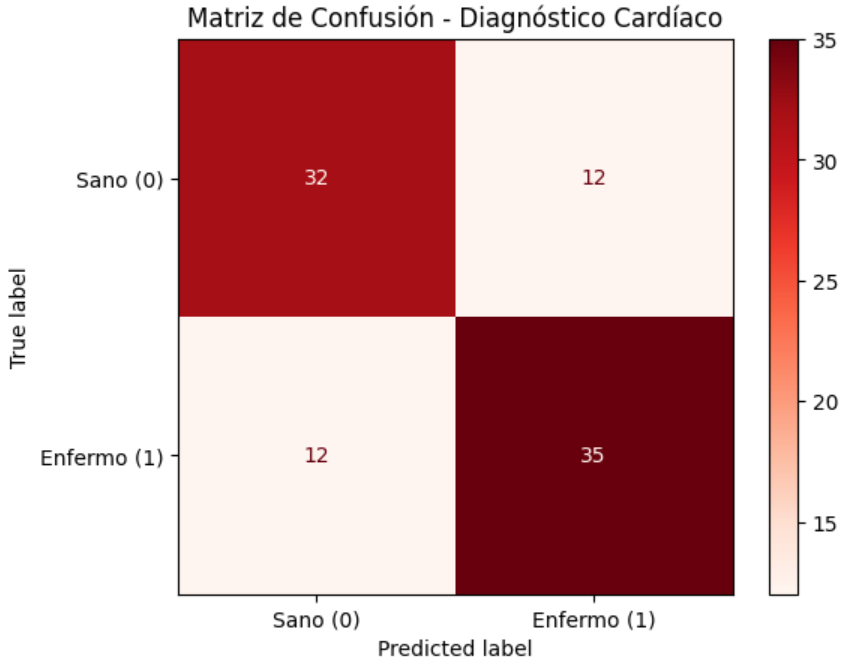 Matriz de Confusión - Diagnóstico Cardíaco
True label
Sano (0)
32
12
Enfermo (1)
12
35
Sano (0)
Enfermo (1)
Predicted label
35
30
25
20
15